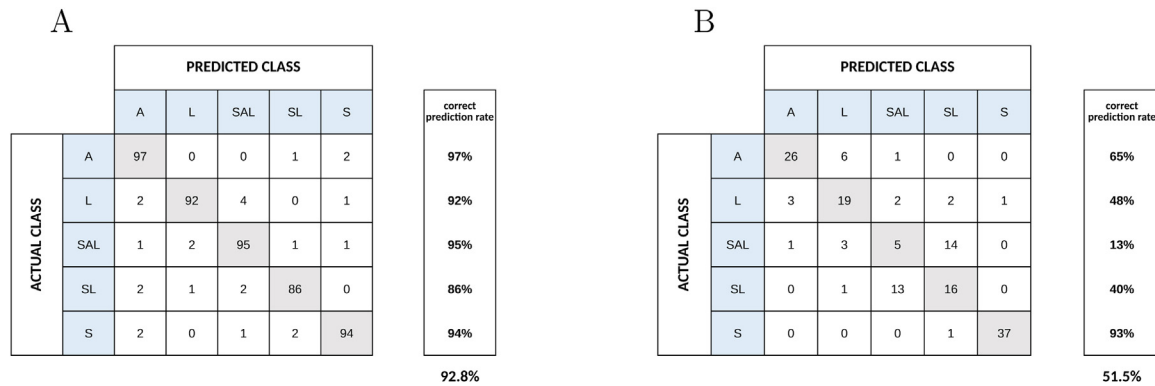 A
PREDICTED CLASS
A L SAL SL S
correct
prediction rate
ACTUAL CLASS
A 97 0 0 1 2 97%
L 2 92 4 0 1 92%
SAL 1 2 95 1 1 95%
SL 2 1 2 86 0 86%
S 2 0 1 2 94 94%
92.8%
B
PREDICTED CLASS
A L SAL SL S
correct
prediction rate
ACTUAL CLASS
A 26 6 1 0 0 65%
L 3 19 2 2 1 48%
SAL 1 3 5 14 0 13%
SL 0 1 13 16 0 40%
S 0 0 0 1 37 93%
51.5%